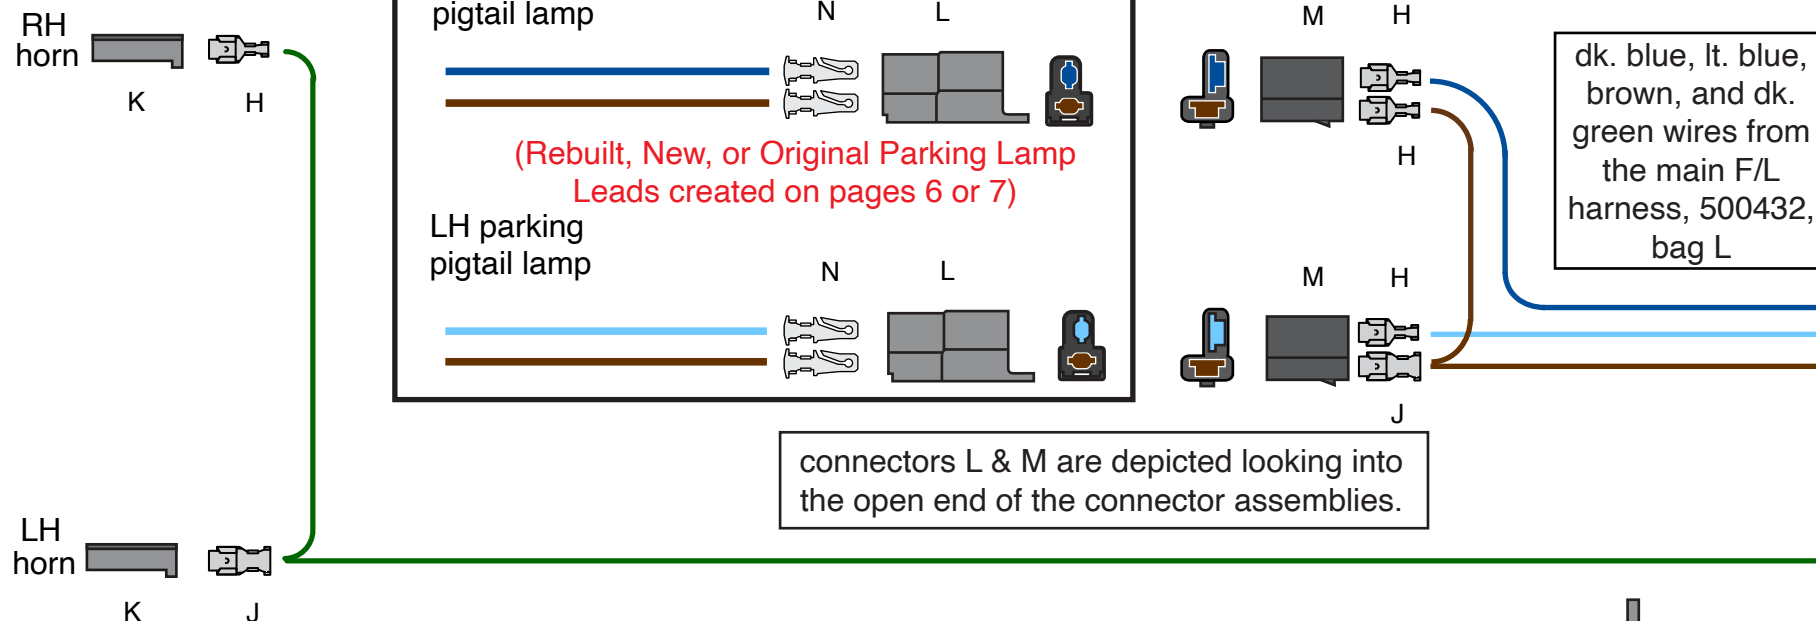 RH
horn
K
H
pigtail lamp
N
L
M
H
H
(Rebuilt, New, or Original Parking Lamp
Leads created on pages 6 or 7)
dk. blue, lt. blue,
brown, and dk.
green wires from
the main F/L
harness, 500432,
bag L
LH parking
pigtail lamp
N
L
M
H
J
connectors L & M are depicted looking into
the open end of the connector assemblies.
LH
horn
K
J